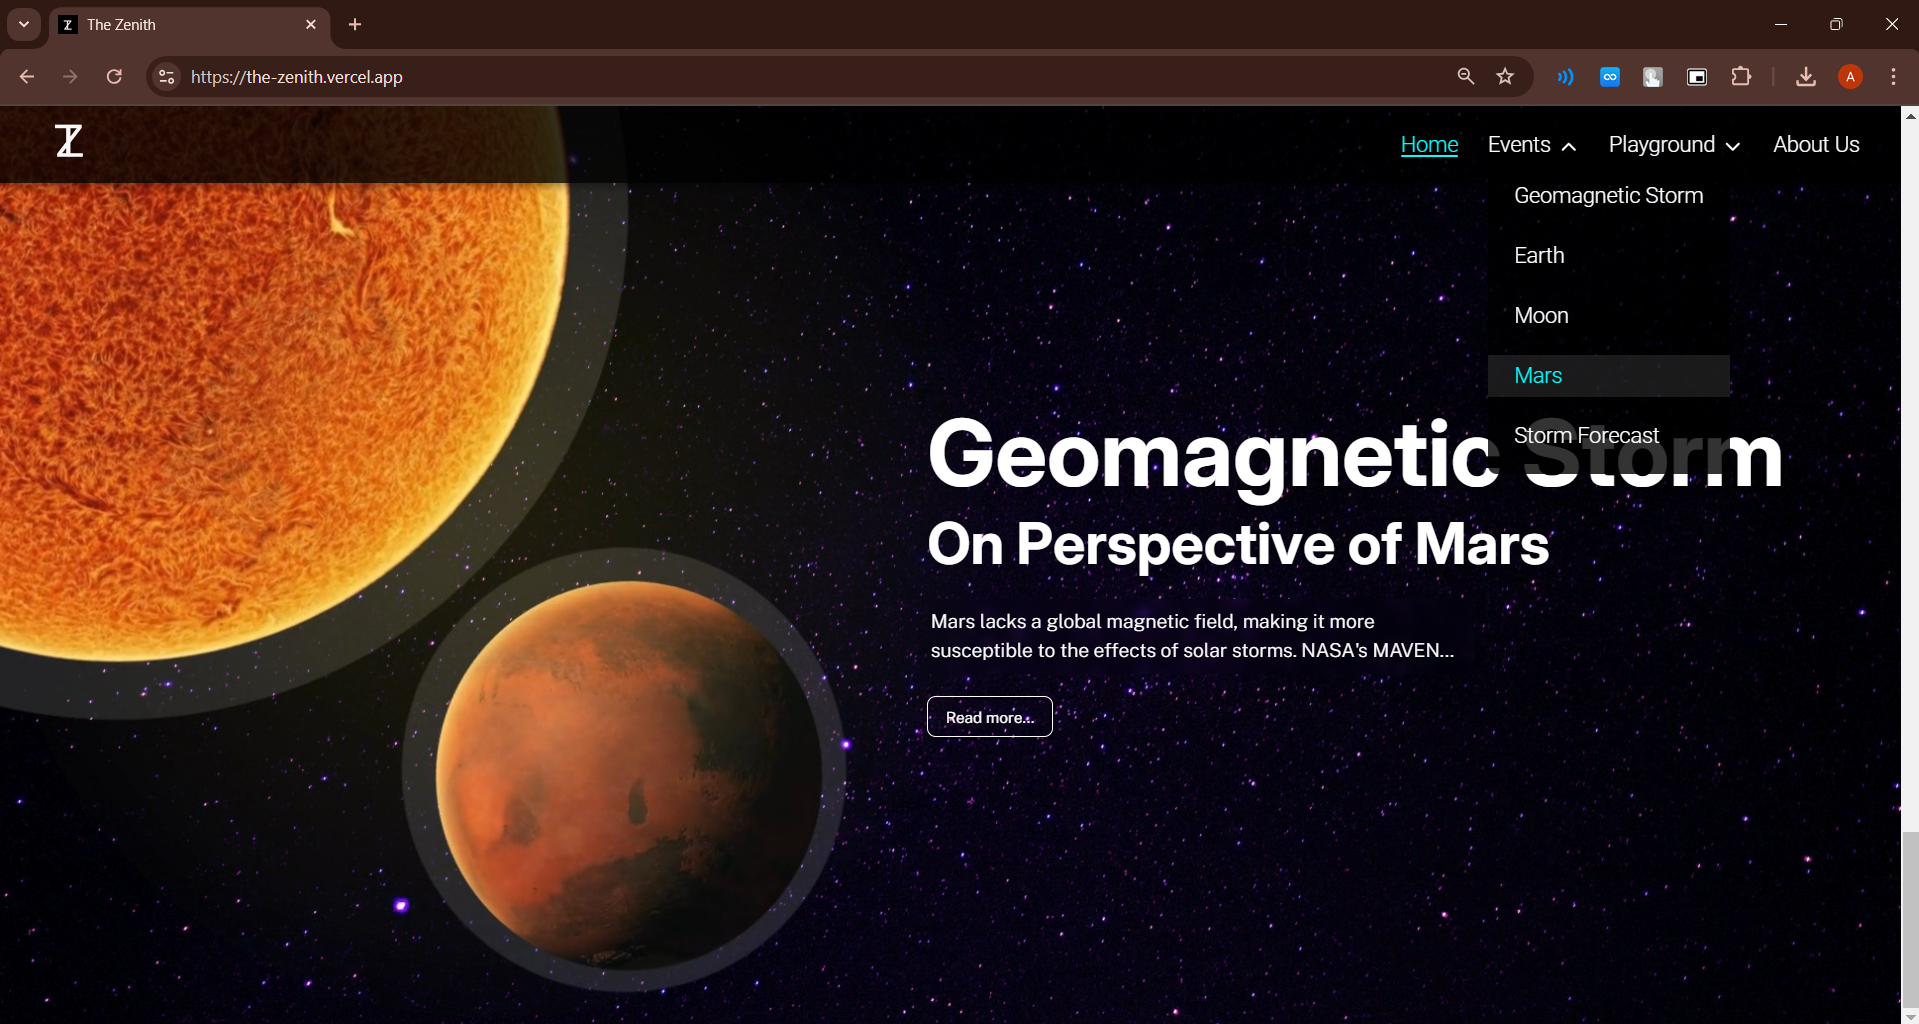 The Zenith
https://the-zenith.vercel.app
A
Home Events Playground About Us
Geomagnetic Storm
Earth
Moon
Mars
Storm Forecast
Geomagnetic Storm
On Perspective of Mars
Mars lacks a global magnetic field, making it more
susceptible to the effects of solar storms. NASA's MAVEN...
Read more...